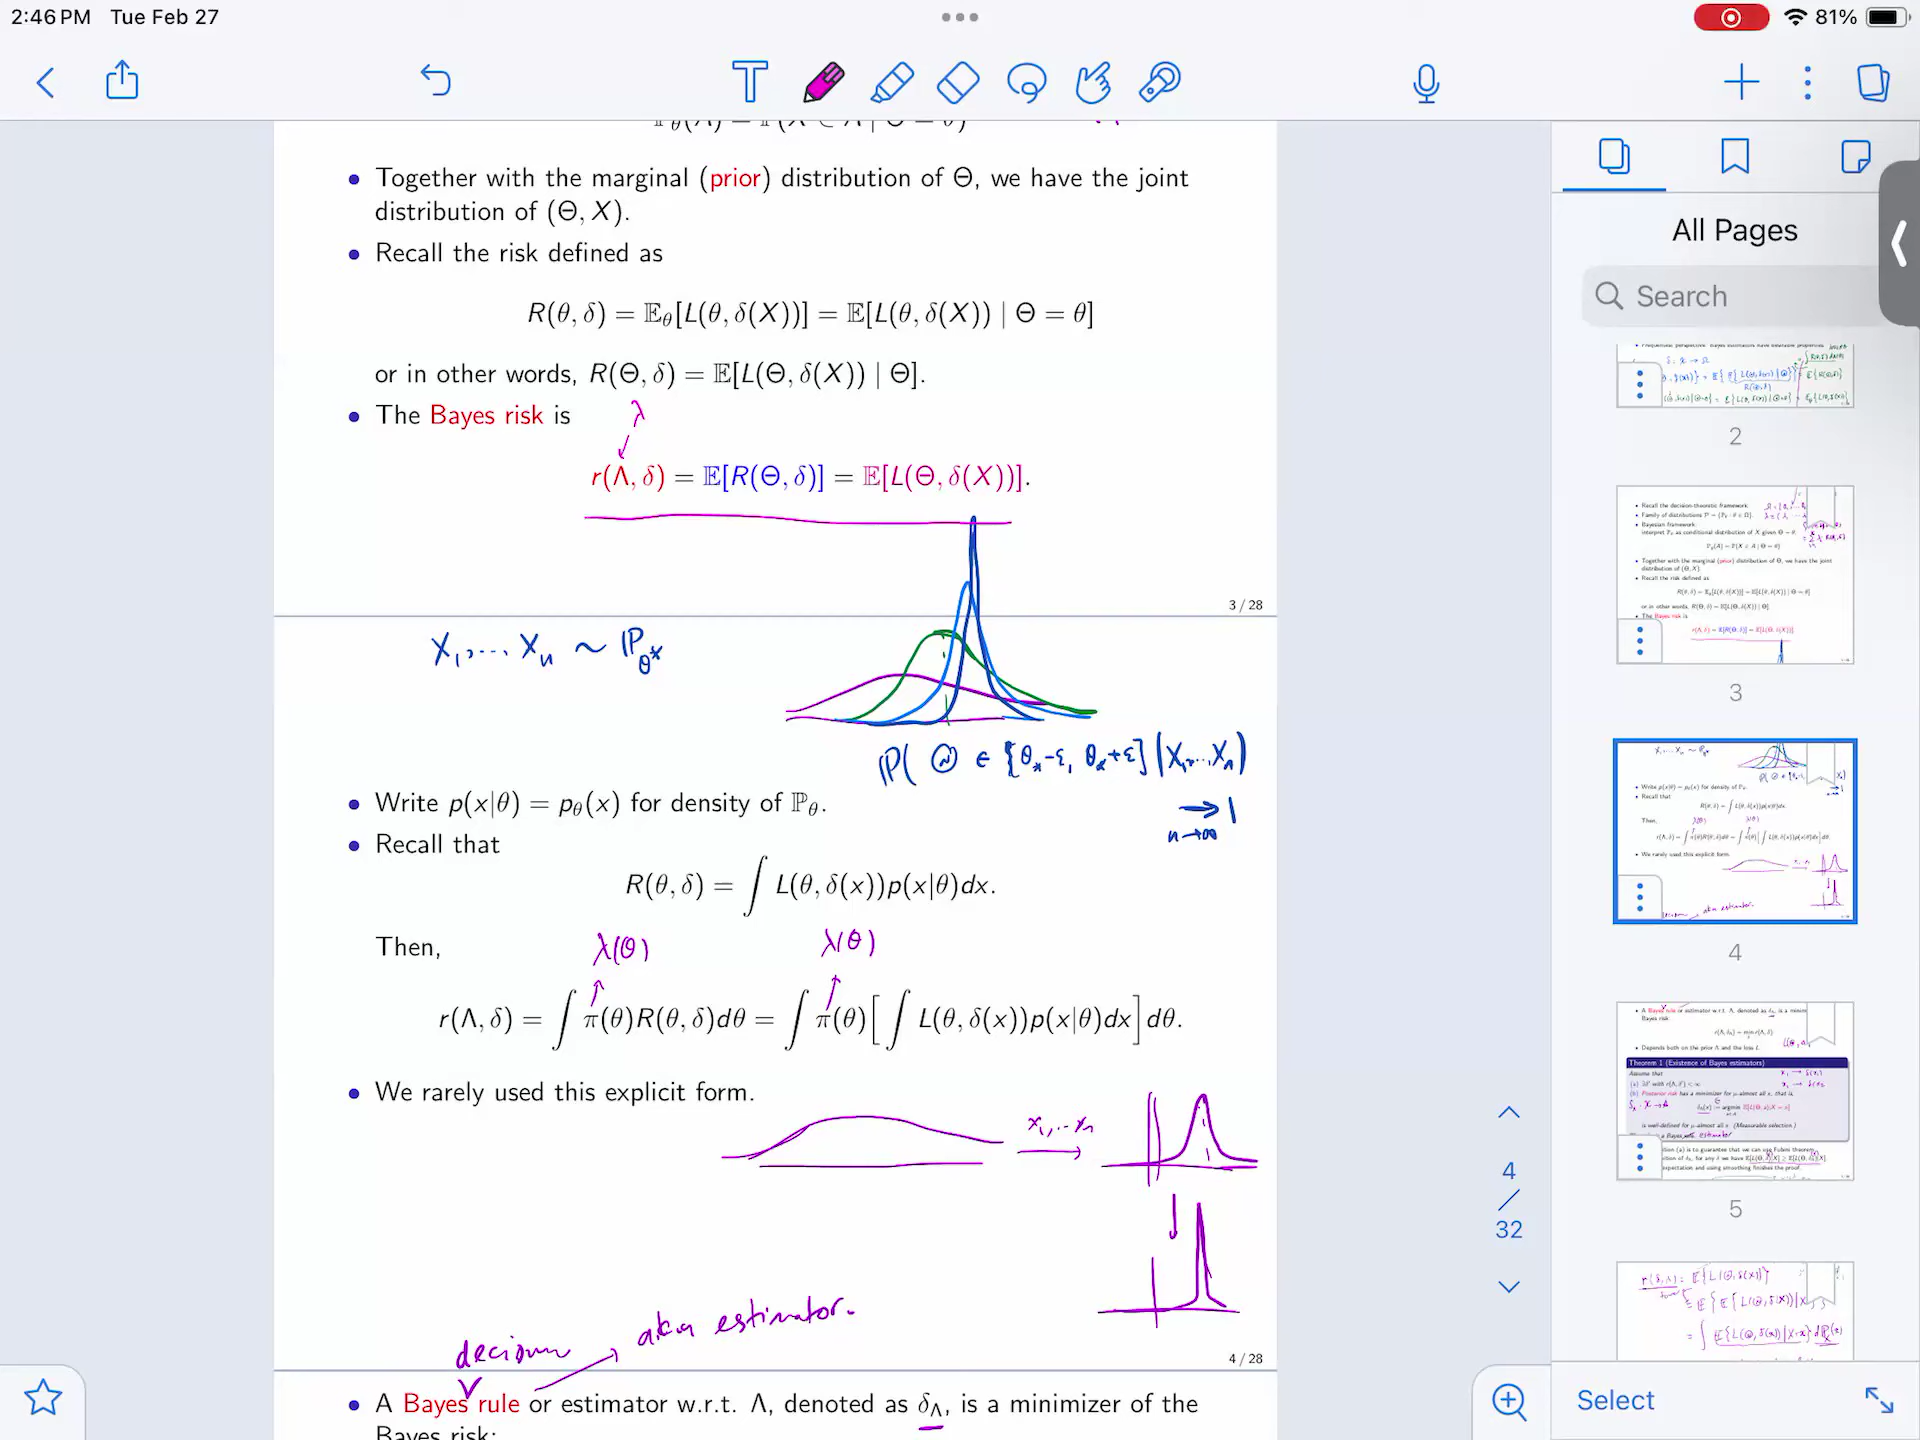 2:46 PM Tue Feb 27
81%
• Together with the marginal (prior) distribution of Θ, we have the joint
distribution of (Θ, X).
• Recall the risk defined as
R(θ, δ) = 𝔼θ[L(θ, δ(X))] = 𝔼[L(θ, δ(X)) | Θ = θ]
or in other words, R(Θ, δ) = 𝔼[L(Θ, δ(X)) | Θ].
• The Bayes risk is
λ
r(Λ, δ) = 𝔼[R(Θ, δ)] = 𝔼[L(Θ, δ(X))].
3 / 28
X₁,... Xₙ ~ ℙ_θ*
ℙ( Θ ∈ [θ*-ε, θ*+ε] | X₁,...Xₙ)
→ 1
n→∞
• Write p(x|θ) = pθ(x) for density of ℙθ.
• Recall that
R(θ, δ) = ∫ L(θ, δ(x))p(x|θ)dx.
Then,
λ(θ) λ(θ)
r(Λ, δ) = ∫ π(θ)R(θ, δ)dθ = ∫ π(θ)[ ∫ L(θ, δ(x))p(x|θ)dx ] dθ.
• We rarely used this explicit form.
x₁,...xₙ
aka estimator.
decision
4 / 28
• A Bayes rule or estimator w.r.t. Λ, denoted as δ_Λ, is a minimizer of the
Bayes risk:
4
/
32
All Pages
Search
2
3
4
5
Select